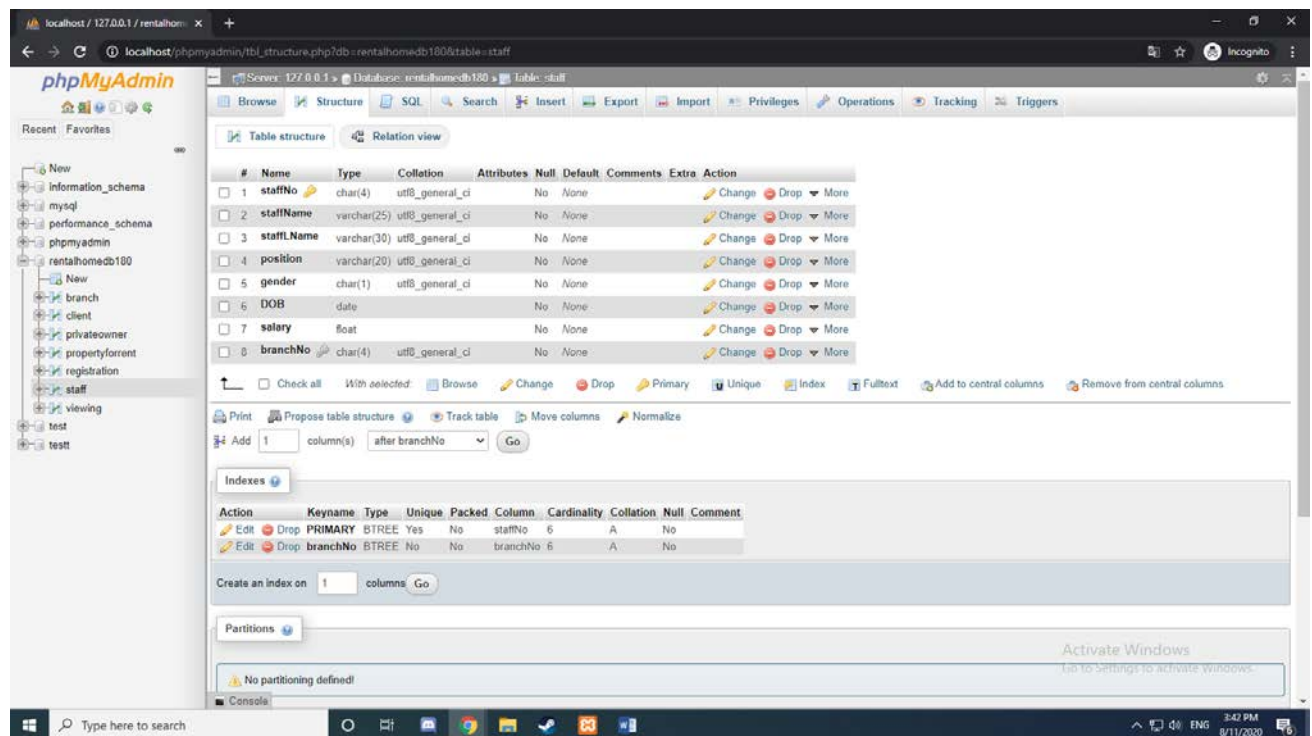 localhost / 127.0.0.1 / rentalhom
localhost/phpmyadmin/tbl_structure.php?db=rentalhomedb180&table=staff
Incognito
phpMyAdmin
Recent Favorites
New
information_schema
mysql
performance_schema
phpmyadmin
rentalhomedb180
New
branch
client
privateowner
propertyforrent
registration
staff
viewing
test
testt
Server: 127.0.0.1 » Database: rentalhomedb180 » Table: staff
Browse Structure SQL Search Insert Export Import Privileges Operations Tracking Triggers
Table structure Relation view
# Name Type Collation Attributes Null Default Comments Extra Action
1 staffNo char(4) utf8_general_ci No None Change Drop More
2 staffName varchar(25) utf8_general_ci No None Change Drop More
3 staffLName varchar(30) utf8_general_ci No None Change Drop More
4 position varchar(20) utf8_general_ci No None Change Drop More
5 gender char(1) utf8_general_ci No None Change Drop More
6 DOB date No None Change Drop More
7 salary float No None Change Drop More
8 branchNo char(4) utf8_general_ci No None Change Drop More
Check all With selected: Browse Change Drop Primary Unique Index Fulltext Add to central columns Remove from central columns
Print Propose table structure Track table Move columns Normalize
Add 1 column(s) after branchNo Go
Indexes
Action Keyname Type Unique Packed Column Cardinality Collation Null Comment
Edit Drop PRIMARY BTREE Yes No staffNo 6 A No
Edit Drop branchNo BTREE No No branchNo 6 A No
Create an index on 1 columns Go
Partitions
No partitioning defined!
Console
Activate Windows
Go to Settings to activate Windows.
Type here to search
ENG
3:42 PM
8/11/2020
6